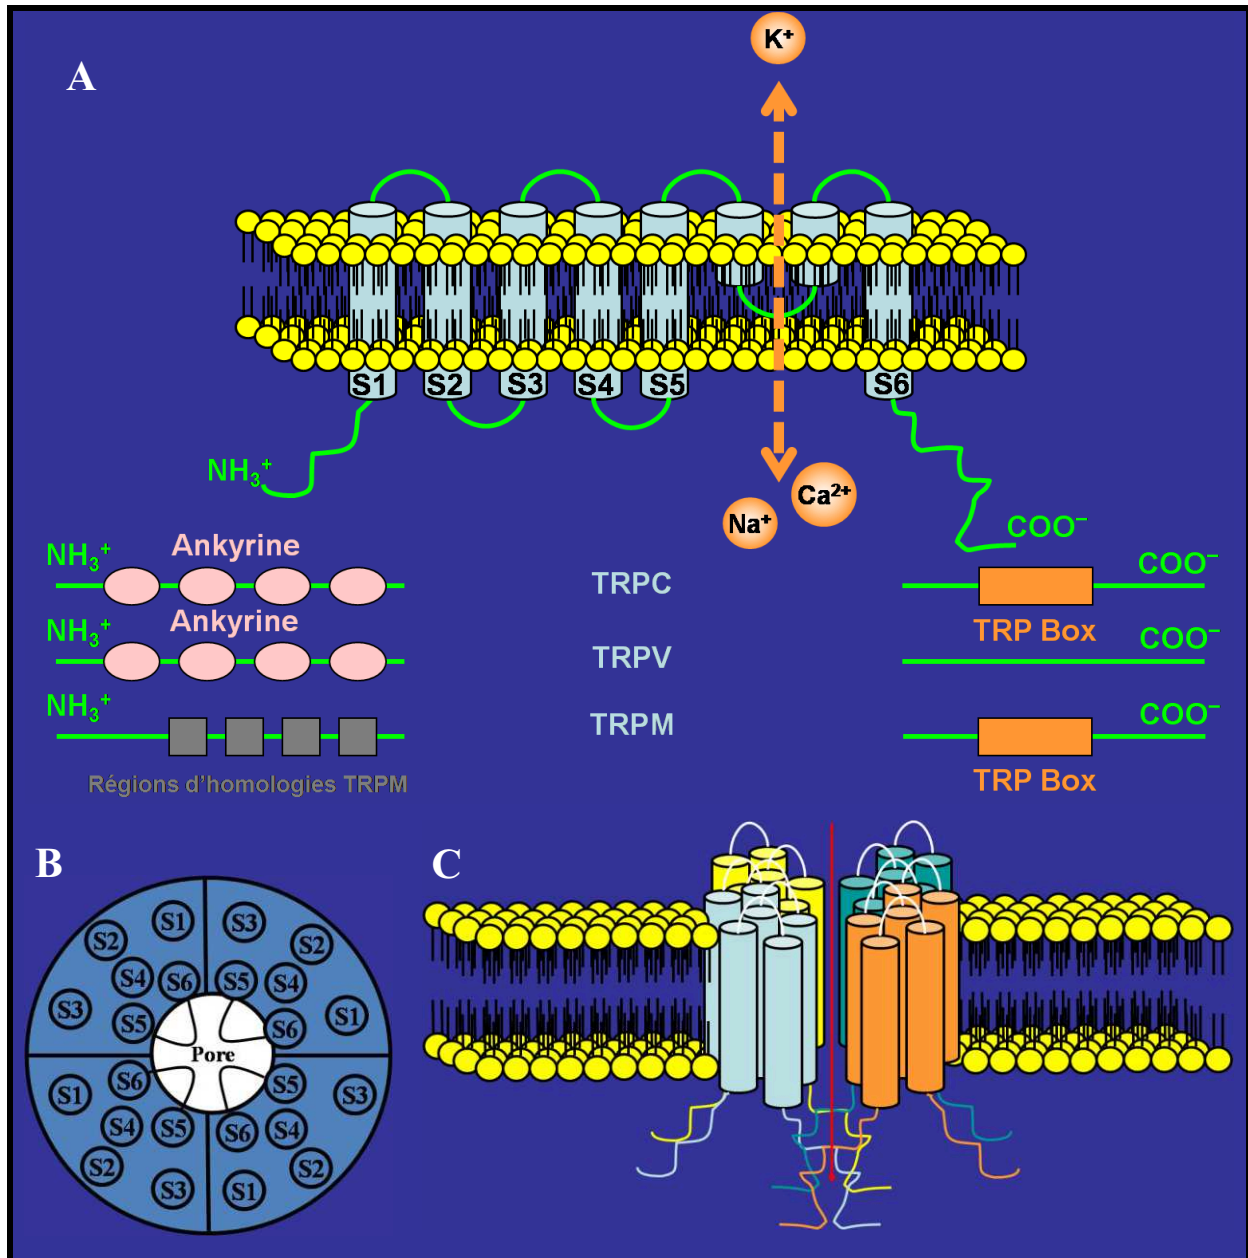 K⁺
A
S1 S2 S3 S4 S5 S6
NH₃⁺
Ca²⁺
Na⁺
COO⁻
NH₃⁺ Ankyrine TRPC COO⁻
TRP Box
NH₃⁺ Ankyrine TRPV COO⁻
NH₃⁺ TRPM COO⁻
Régions d'homologies TRPM
TRP Box
B
C
S1 S3
S2 S2
S4 S6 S5 S4
S3 S5 S6 S1
Pore
S1 S6 S5 S3
S4 S5 S6 S4
S2 S2
S3 S1